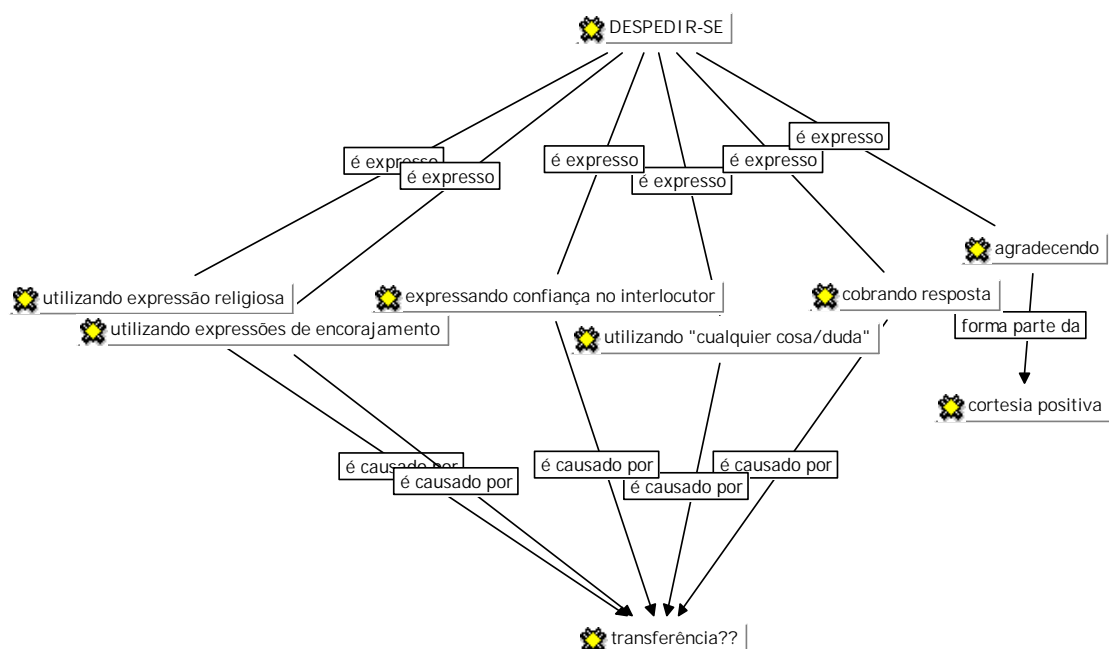 DESPEDIR-SE
é expresso
é expresso
é expresso
é expresso
é expresso
é expresso
agradecendo
utilizando expressão religiosa
expressando confiança no interlocutor
cobrando resposta
utilizando expressões de encorajamento
utilizando "cualquier cosa/duda"
forma parte da
cortesia positiva
é causado por
é causado por
é causado por
é causado por
é causado por
transferência??